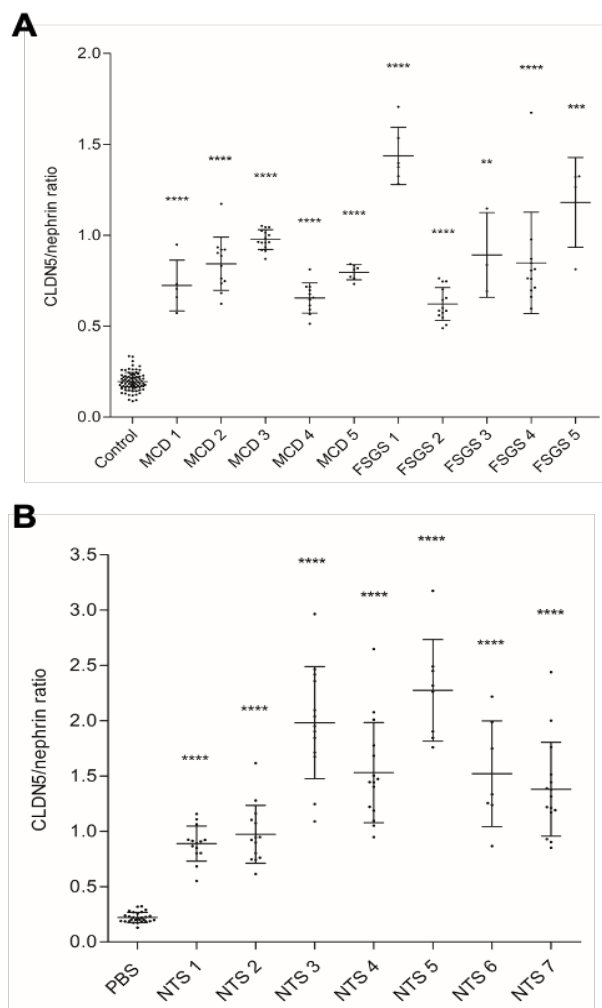 A
CLDN5/nephrin ratio
2.0
1.5
1.0
0.5
0.0
****
****
****
****
****
****
****
**
****
***
Control
MCD 1
MCD 2
MCD 3
MCD 4
MCD 5
FSGS 1
FSGS 2
FSGS 3
FSGS 4
FSGS 5
B
CLDN5/nephrin ratio
3.5
3.0
2.5
2.0
1.5
1.0
0.5
0.0
****
****
****
****
****
****
****
PBS
NTS 1
NTS 2
NTS 3
NTS 4
NTS 5
NTS 6
NTS 7